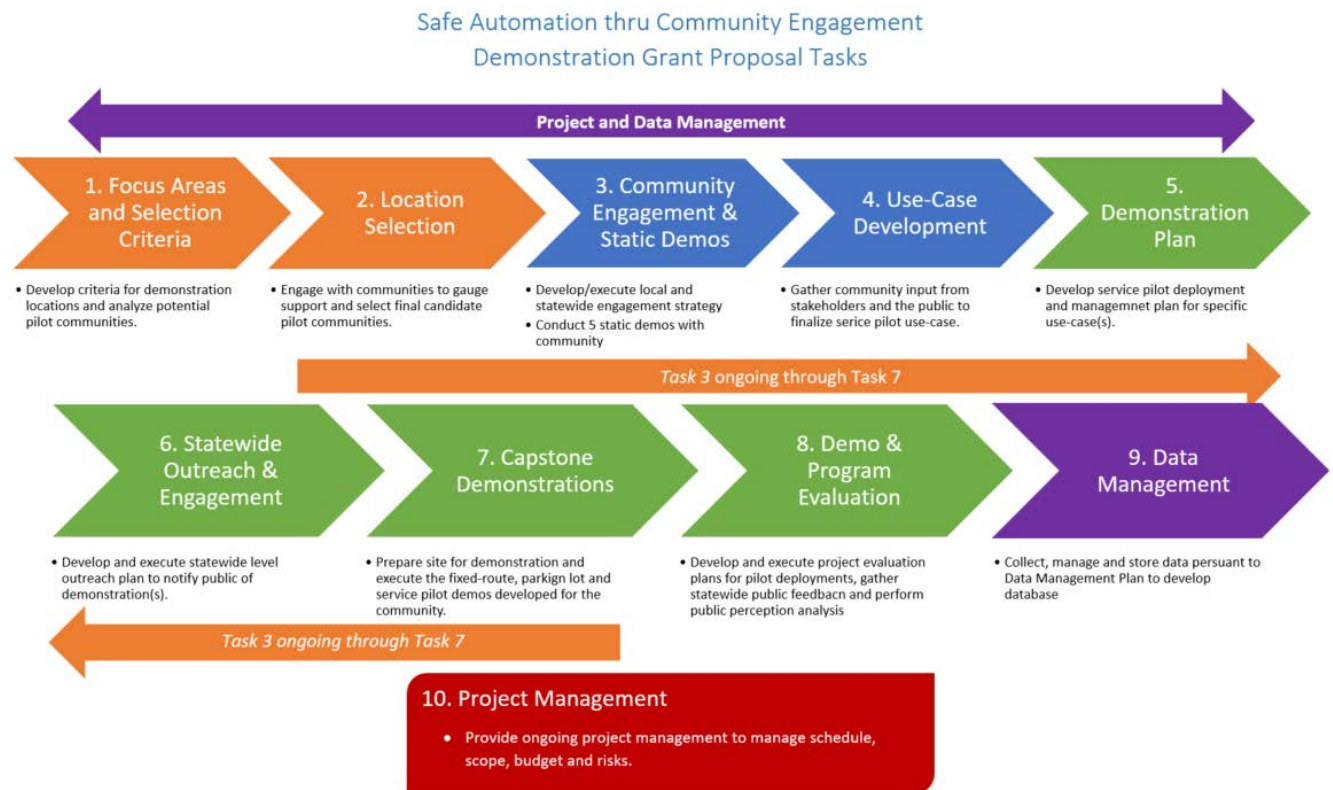 Safe Automation thru Community Engagement
Demonstration Grant Proposal Tasks
Project and Data Management
1. Focus Areas
and Selection
Criteria
• Develop criteria for demonstration
locations and analyze potential
pilot communities.
2. Location
Selection
• Engage with communities to gauge
support and select final candidate
pilot communities.
3. Community
Engagement &
Static Demos
• Develop/execute local and
statewide engagement strategy
• Conduct 5 static demos with
community
4. Use-Case
Development
• Gather community input from
stakeholders and the public to
finalize serice pilot use-case.
5.
Demonstration
Plan
• Develop service pilot deployment
and managemnet plan for specific
use-case(s).
Task 3 ongoing through Task 7
6. Statewide
Outreach &
Engagement
• Develop and execute statewide level
outreach plan to notify public of
demonstration(s).
7. Capstone
Demonstrations
• Prepare site for demonstration and
execute the fixed-route, parkign lot and
service pilot demos developed for the
community.
8. Demo &
Program
Evaluation
• Develop and execute project evaluation
plans for pilot deployments, gather
statewide public feedbacn and perform
public perception analysis
9. Data
Management
• Collect, manage and store data persuant to
Data Management Plan to develop
database
Task 3 ongoing through Task 7
10. Project Management
• Provide ongoing project management to manage schedule,
scope, budget and risks.